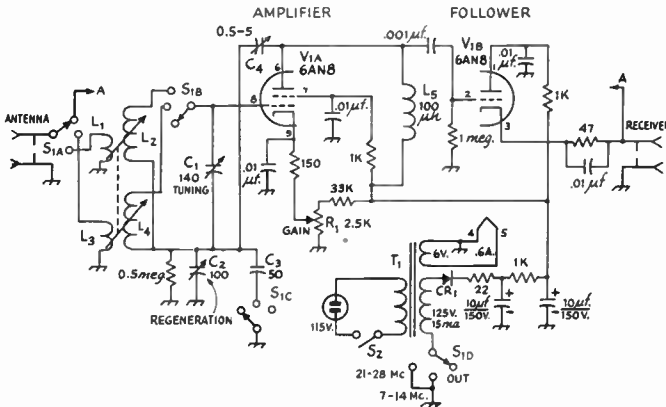 AMPLIFIER
FOLLOWER
0.5-5
C4
V1A
6AN8
.001µf.
V1B
6AN8
.01
µf.
A
S1B
6
7
8
9
L5
100
µh
1
2
3
1K
A
ANTENNA
S1A
L1
L2
.01µf.
.01
µf.
150
1K
1 meg.
47
RECEIVER
.01µf.
C1
140
TUNING
33K
GAIN
R1 2.5K
L3
L4
0.5meg.
C2
100
C3
50
REGENERATION
S1C
T1
4
5
6V.
.6A.
CR1
22
1K
115V.
125V.
15ma
10µf.
150V.
10µf.
150V.
S2
S1D
21-28 Mc
OUT
7-14 Mc.